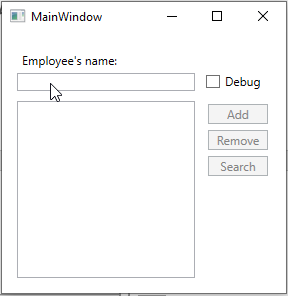 MainWindow
Employee's name:
Debug
Add
Remove
Search